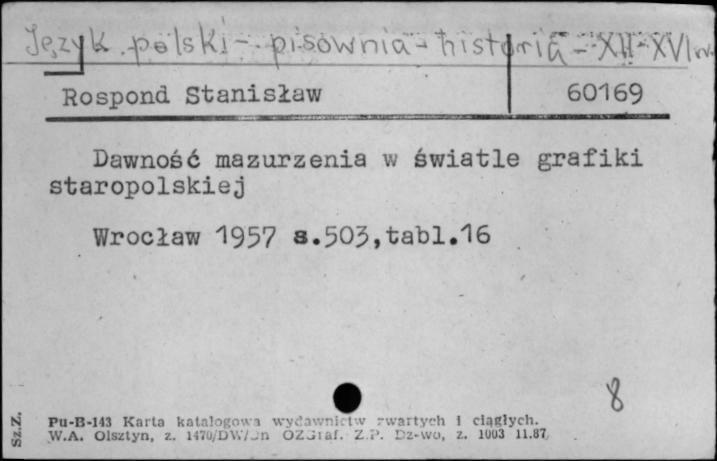 Język polski - pisownia - historia - XII-XVI w.
Rospond Stanisław 60169
Dawność mazurzenia w świetle grafiki
staropolskiej
Wrocław 1957 s.503,tabl.16
8
Sz.Z.
Pu-B-143 Karta katalogowa wydawnictw zwartych i ciągłych.
W.A. Olsztyn, z. 1470/DW/ OZGraf. Z.P. Dz-wo, z. 1003 11.87